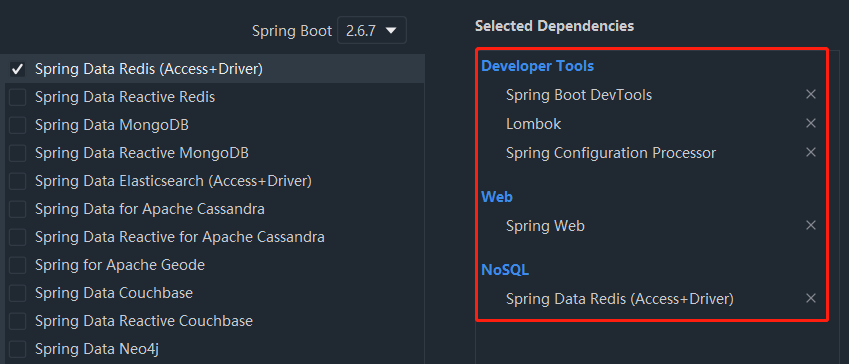 Spring Boot 2.6.7
Spring Data Redis (Access+Driver)
Spring Data Reactive Redis
Spring Data MongoDB
Spring Data Reactive MongoDB
Spring Data Elasticsearch (Access+Driver)
Spring Data for Apache Cassandra
Spring Data Reactive for Apache Cassandra
Spring for Apache Geode
Spring Data Couchbase
Spring Data Reactive Couchbase
Spring Data Neo4j
Selected Dependencies
Developer Tools
Spring Boot DevTools
Lombok
Spring Configuration Processor
Web
Spring Web
NoSQL
Spring Data Redis (Access+Driver)